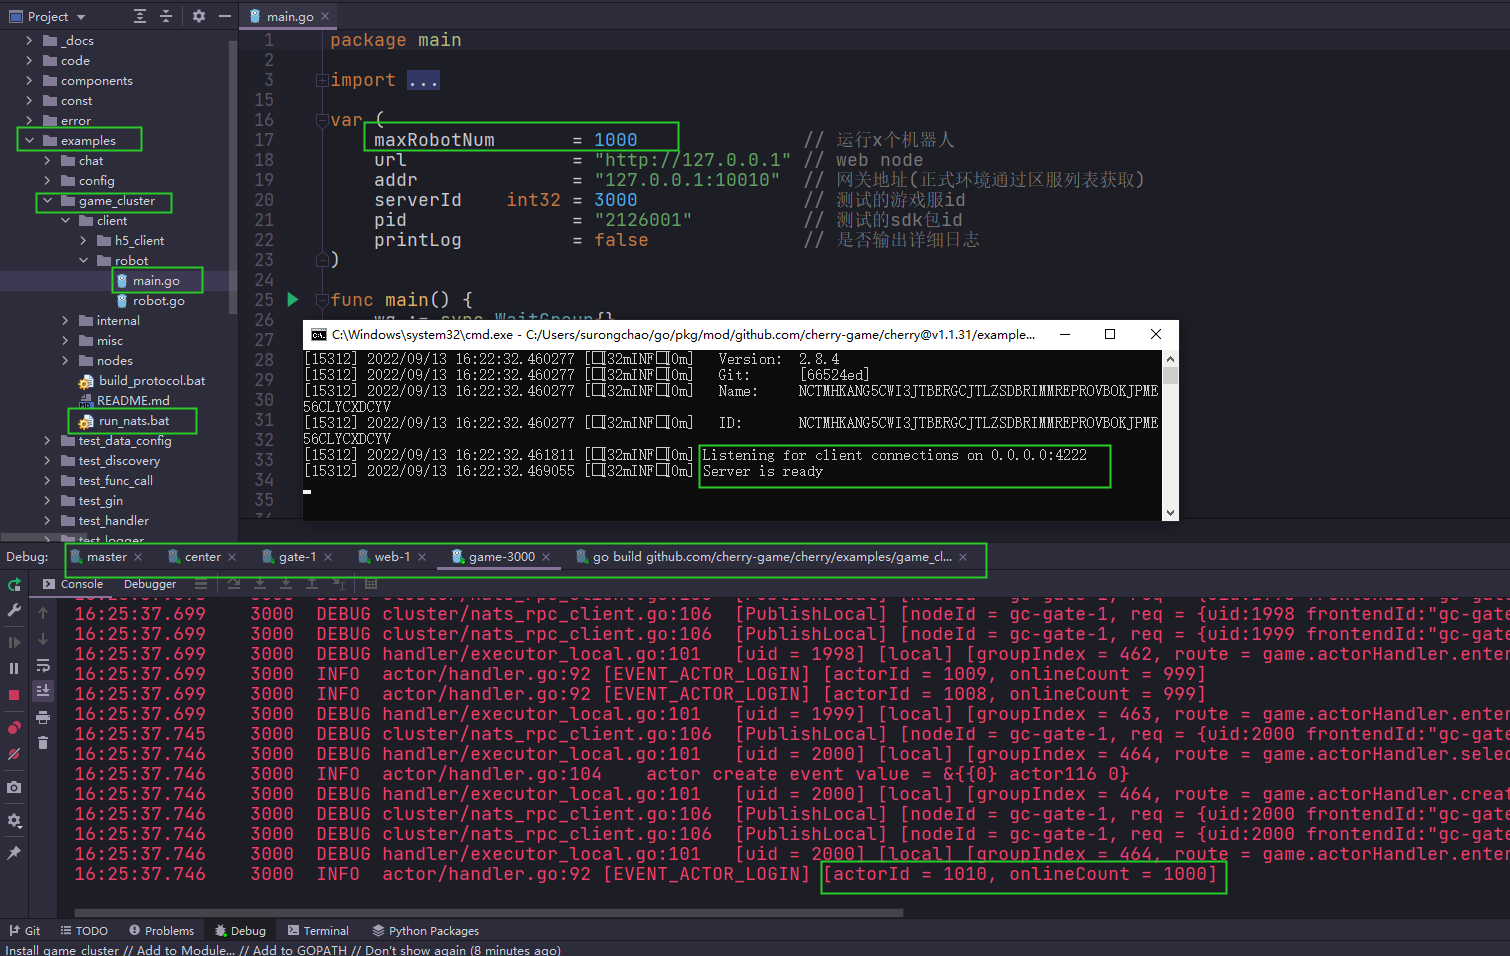 Project
main.go
_docs
code
components
const
error
examples
chat
config
game_cluster
client
h5_client
robot
main.go
robot.go
internal
misc
nodes
build_protocol.bat
README.md
run_nats.bat
test_data_config
test_discovery
test_func_call
test_gin
test_handler
test_logger
1 package main
2
3 import ...
15
16 var (
17 maxRobotNum = 1000 // 运行x个机器人
18 url = "http://127.0.0.1" // web node
19 addr = "127.0.0.1:10010" // 网关地址(正式环境通过区服列表获取)
20 serverId int32 = 3000 // 测试的游戏服id
21 pid = "2126001" // 测试的sdk包id
22 printLog = false // 是否输出详细日志
23 )
24
25 func main() {
26 wg := sync.WaitGroup{}
27
28
29
30
31
32
33
34
35
C:\Windows\system32\cmd.exe - C:/Users/surongchao/go/pkg/mod/github.com/cherry-game/cherry@v1.1.31/example...
[15312] 2022/09/13 16:22:32.460277 [□[32mINF□[0m] Version: 2.8.4
[15312] 2022/09/13 16:22:32.460277 [□[32mINF□[0m] Git: [66524ed]
[15312] 2022/09/13 16:22:32.460277 [□[32mINF□[0m] Name: NCTMHKANG5CWI3JTBERGCJTLZSDBRIMMREPROVBOKJPME
56CLYCXDCYV
[15312] 2022/09/13 16:22:32.460277 [□[32mINF□[0m] ID: NCTMHKANG5CWI3JTBERGCJTLZSDBRIMMREPROVBOKJPME
56CLYCXDCYV
[15312] 2022/09/13 16:22:32.461811 [□[32mINF□[0m] Listening for client connections on 0.0.0.0:4222
[15312] 2022/09/13 16:22:32.469055 [□[32mINF□[0m] Server is ready
Debug: master center gate-1 web-1 game-3000 go build github.com/cherry-game/cherry/examples/game_cl...
Console Debugger
16:25:37.699 3000 DEBUG cluster/nats_rpc_client.go:106 [PublishLocal] [nodeId = gc-gate-1, req = {uid:1998 frontendId:"gc-gate
16:25:37.699 3000 DEBUG cluster/nats_rpc_client.go:106 [PublishLocal] [nodeId = gc-gate-1, req = {uid:1999 frontendId:"gc-gate
16:25:37.699 3000 DEBUG handler/executor_local.go:101 [uid = 1998] [local] [groupIndex = 462, route = game.actorHandler.enter
16:25:37.699 3000 INFO actor/handler.go:92 [EVENT_ACTOR_LOGIN] [actorId = 1009, onlineCount = 999]
16:25:37.699 3000 INFO actor/handler.go:92 [EVENT_ACTOR_LOGIN] [actorId = 1008, onlineCount = 999]
16:25:37.699 3000 DEBUG handler/executor_local.go:101 [uid = 1999] [local] [groupIndex = 463, route = game.actorHandler.enter
16:25:37.745 3000 DEBUG cluster/nats_rpc_client.go:106 [PublishLocal] [nodeId = gc-gate-1, req = {uid:2000 frontendId:"gc-gate
16:25:37.746 3000 DEBUG handler/executor_local.go:101 [uid = 2000] [local] [groupIndex = 464, route = game.actorHandler.selec
16:25:37.746 3000 INFO actor/handler.go:104 actor create event value = &{{0} actor116 0}
16:25:37.746 3000 DEBUG handler/executor_local.go:101 [uid = 2000] [local] [groupIndex = 464, route = game.actorHandler.creat
16:25:37.746 3000 DEBUG cluster/nats_rpc_client.go:106 [PublishLocal] [nodeId = gc-gate-1, req = {uid:2000 frontendId:"gc-gate
16:25:37.746 3000 DEBUG cluster/nats_rpc_client.go:106 [PublishLocal] [nodeId = gc-gate-1, req = {uid:2000 frontendId:"gc-gate
16:25:37.746 3000 DEBUG handler/executor_local.go:101 [uid = 2000] [local] [groupIndex = 464, route = game.actorHandler.enter
16:25:37.746 3000 INFO actor/handler.go:92 [EVENT_ACTOR_LOGIN] [actorId = 1010, onlineCount = 1000]
Git TODO Problems Debug Terminal Python Packages
Install game cluster // Add to Module... // Add to GOPATH // Don't show again (8 minutes ago)